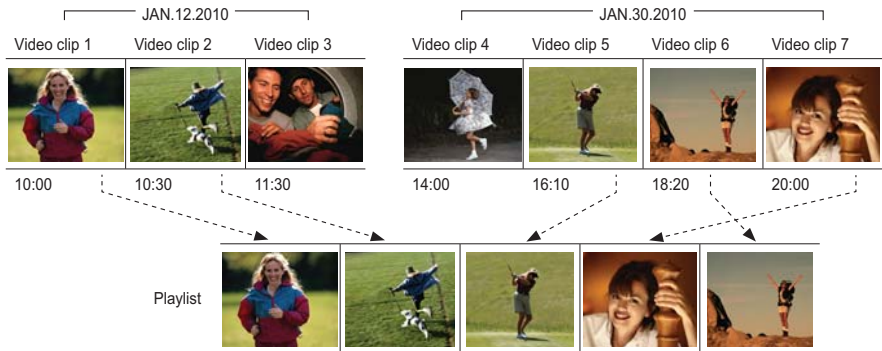 JAN.12.2010 JAN.30.2010
Video clip 1 Video clip 2 Video clip 3 Video clip 4 Video clip 5 Video clip 6 Video clip 7
10:00 10:30 11:30 14:00 16:10 18:20 20:00
Playlist